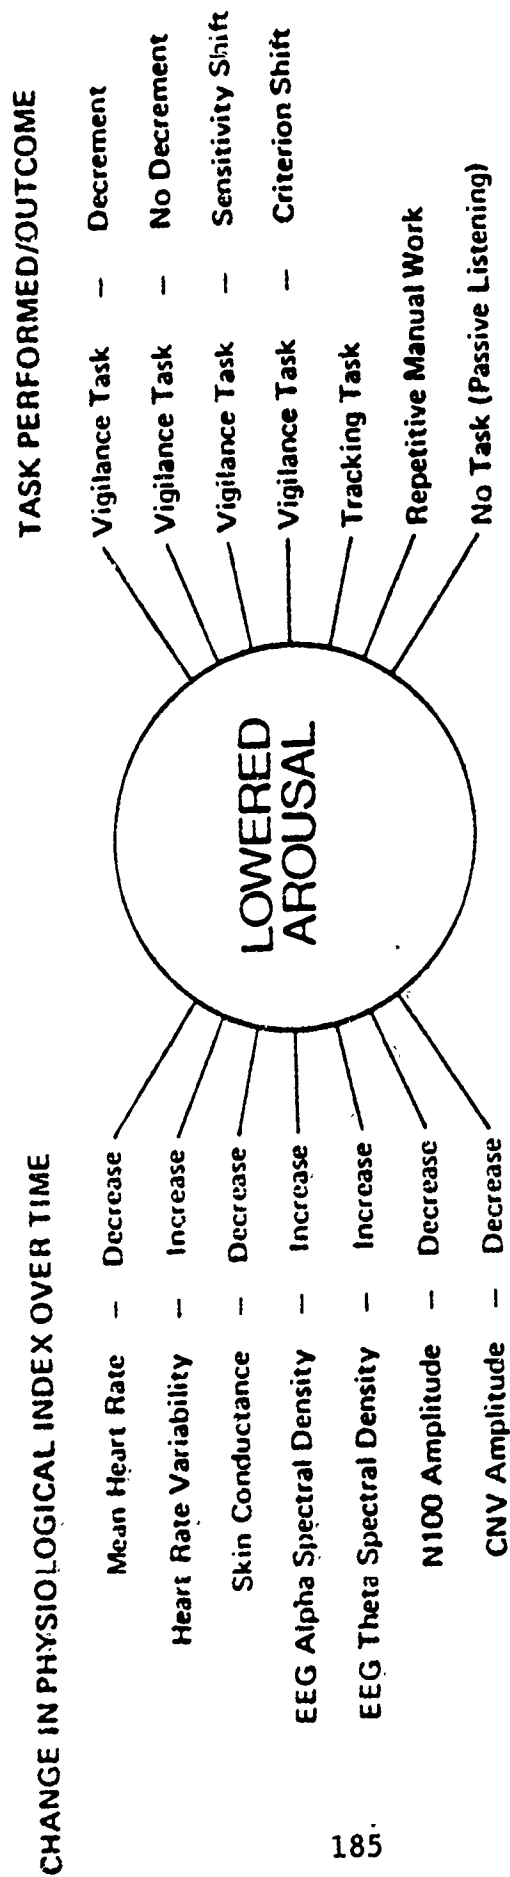 CHANGE IN PHYSIOLOGICAL INDEX OVER TIME
Mean Heart Rate – Decrease
Heart Rate Variability – Increase
Skin Conductance – Decrease
EEG Alpha Spectral Density – Increase
EEG Theta Spectral Density – Increase
N100 Amplitude – Decrease
CNV Amplitude – Decrease
LOWERED
AROUSAL
TASK PERFORMED/OUTCOME
Vigilance Task – Decrement
Vigilance Task – No Decrement
Vigilance Task – Sensitivity Shift
Vigilance Task – Criterion Shift
Tracking Task
Repetitive Manual Work
No Task (Passive Listening)
185